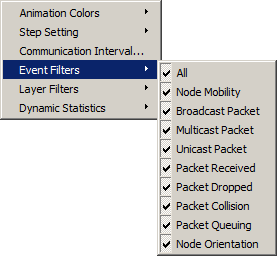 Animation Colors
Step Setting
Communication Interval...
Event Filters
Layer Filters
Dynamic Statistics
All
Node Mobility
Broadcast Packet
Multicast Packet
Unicast Packet
Packet Received
Packet Dropped
Packet Collision
Packet Queuing
Node Orientation